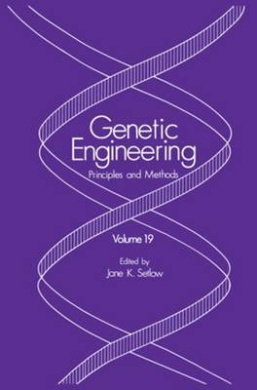 Genetic
Engineering
Principles and Methods
Volume 19
Edited by
Jane K. Setlow